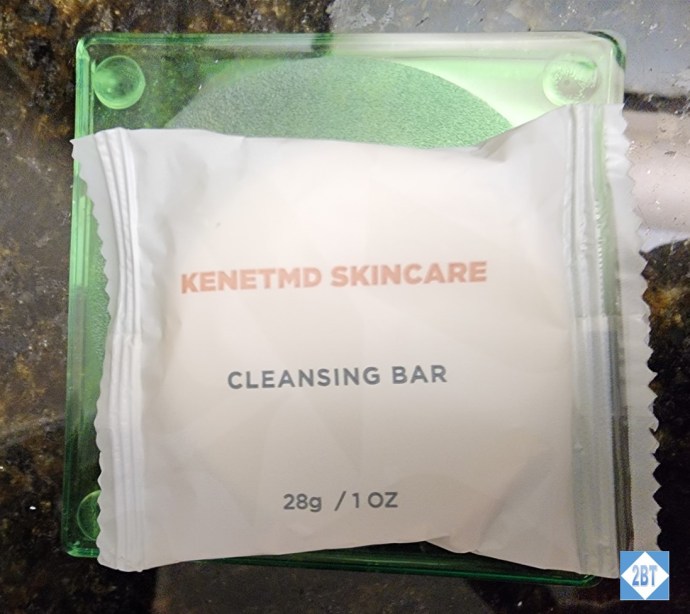 KENETMD SKINCARE
CLEANSING BAR
28g / 1 OZ
2BT